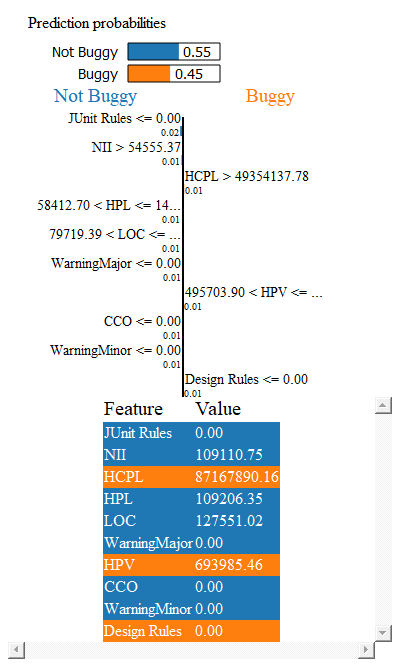 Prediction probabilities
Not Buggy 0.55
Buggy 0.45
Not Buggy Buggy
JUnit Rules <= 0.00
0.02
NII > 54555.37
0.01
HCPL > 49354137.78
0.01
58412.70 < HPL <= 14...
0.01
79719.39 < LOC <= ...
0.01
WarningMajor <= 0.00
0.01
495703.90 < HPV <= ...
0.01
CCO <= 0.00
0.01
WarningMinor <= 0.00
0.01
Design Rules <= 0.00
0.01
Feature Value
JUnit Rules 0.00
NII 109110.75
HCPL 87167890.16
HPL 109206.35
LOC 127551.02
WarningMajor 0.00
HPV 693985.46
CCO 0.00
WarningMinor 0.00
Design Rules 0.00